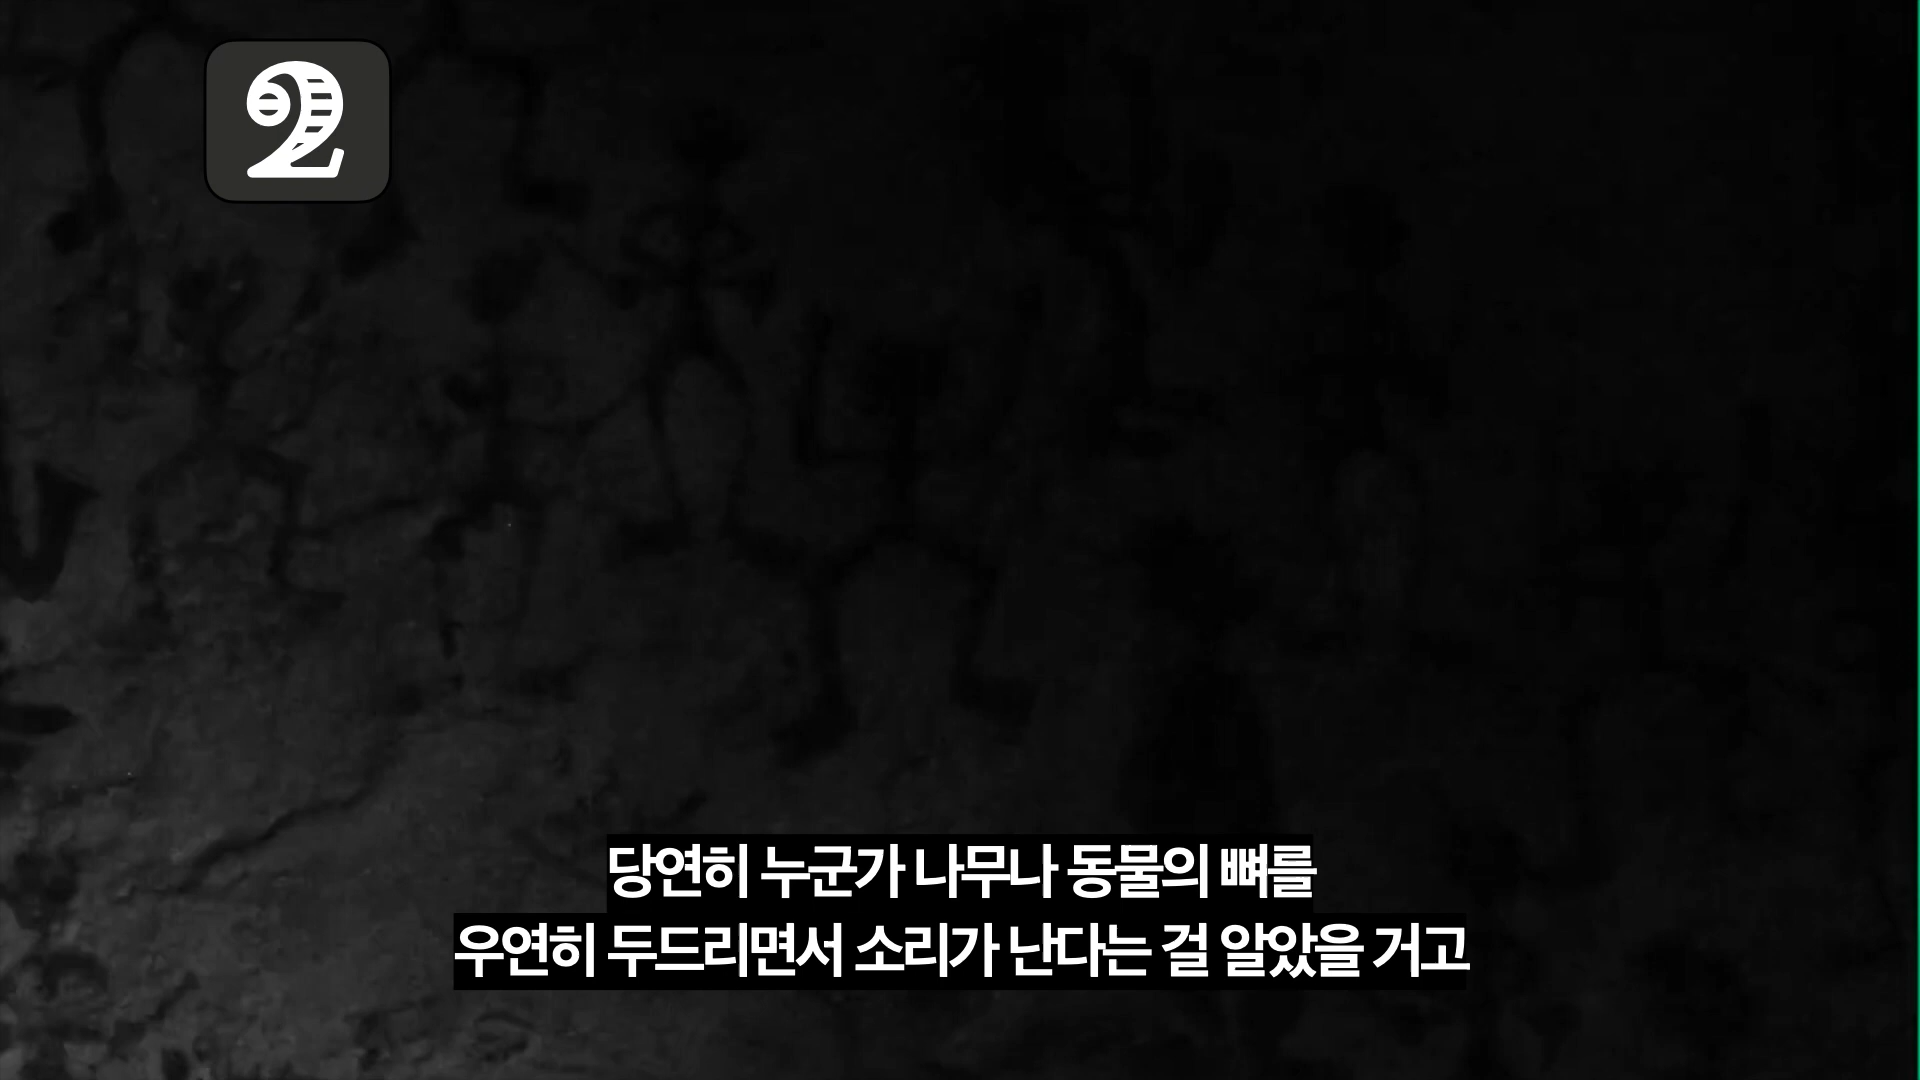 2
당연히 누군가 나무나 동물의 뼈를
우연히 두드리면서 소리가 난다는 걸 알았을 거고